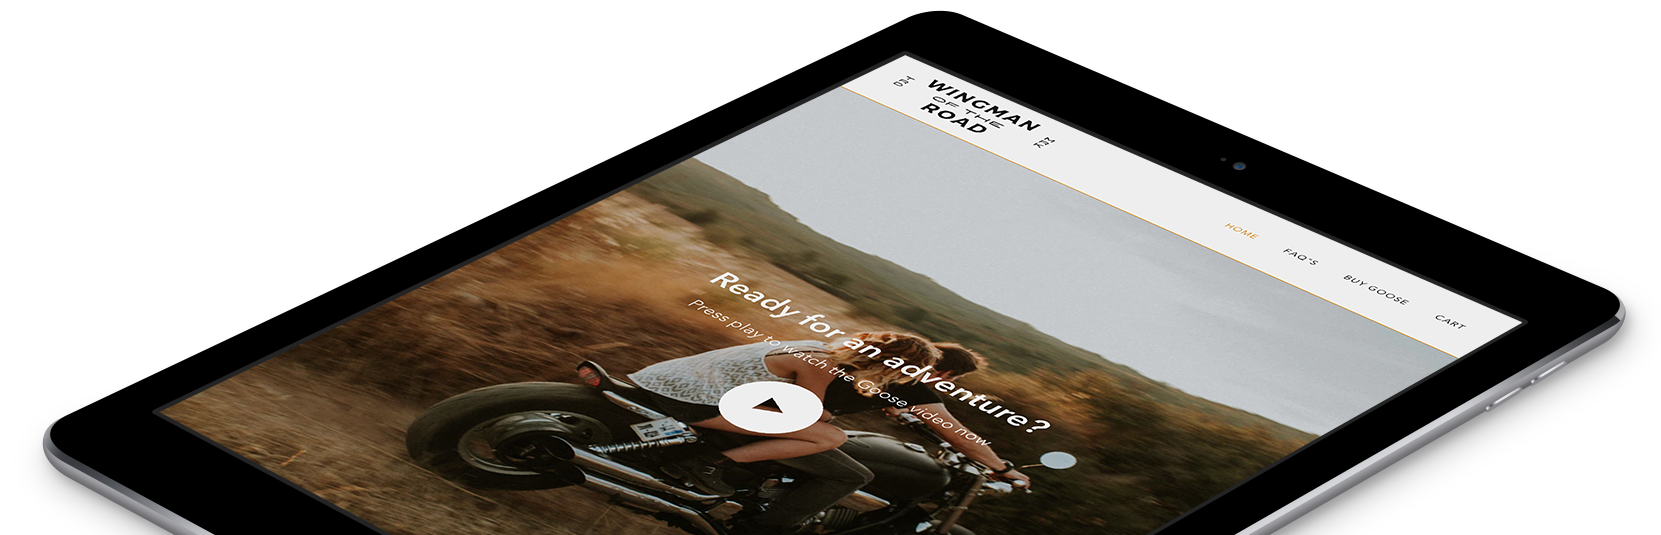 WINGMAN
OF THE
ROAD
HOME
FAQ'S
BUY GOOSE
CART
Ready for an adventure?
Press play to watch the Goose video now